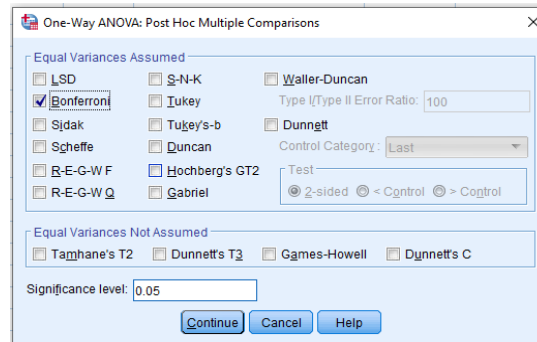 One-Way ANOVA: Post Hoc Multiple Comparisons
Equal Variances Assumed
LSD S-N-K Waller-Duncan
Bonferroni Tukey Type I/Type II Error Ratio: 100
Sidak Tukey's-b Dunnett
Scheffe Duncan Control Category: Last
R-E-G-W F Hochberg's GT2 Test
R-E-G-W Q Gabriel 2-sided < Control > Control
Equal Variances Not Assumed
Tamhane's T2 Dunnett's T3 Games-Howell Dunnett's C
Significance level: 0.05
Continue Cancel Help